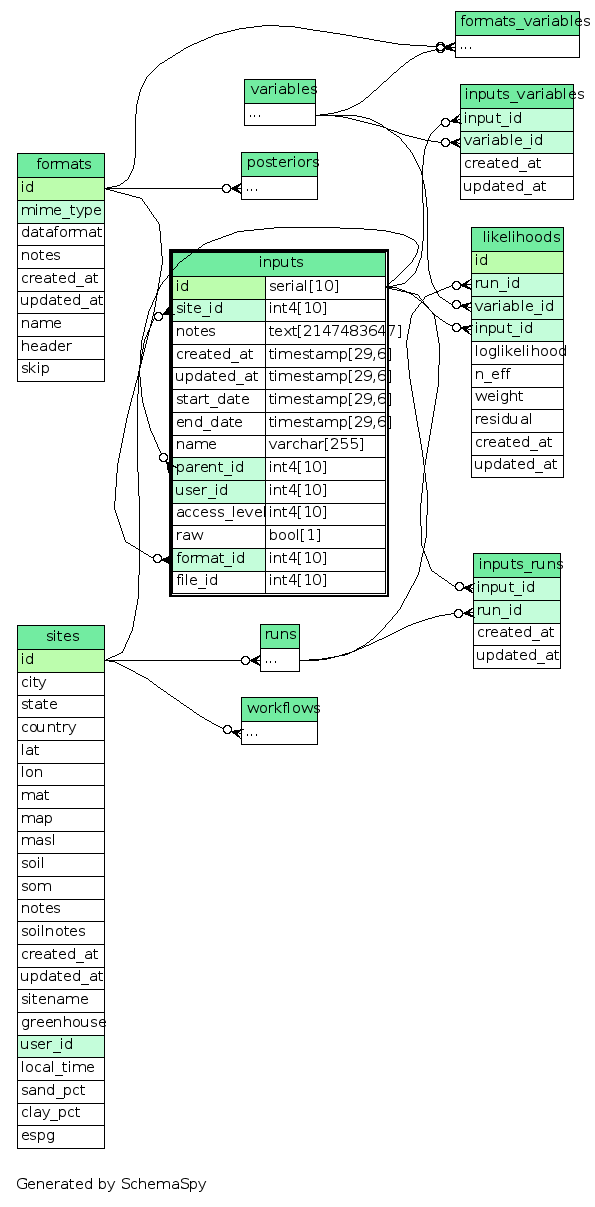 formats_variables
...
variables
...
inputs_variables
input_id
variable_id
created_at
updated_at
formats
id
mime_type
dataformat
notes
created_at
updated_at
name
header
skip
posteriors
...
likelihoods
id
run_id
variable_id
input_id
loglikelihood
n_eff
weight
residual
created_at
updated_at
inputs
id serial[10]
site_id int4[10]
notes text[2147483647]
created_at timestamp[29,6]
updated_at timestamp[29,6]
start_date timestamp[29,6]
end_date timestamp[29,6]
name varchar[255]
parent_id int4[10]
user_id int4[10]
access_level int4[10]
raw bool[1]
format_id int4[10]
file_id int4[10]
inputs_runs
input_id
run_id
created_at
updated_at
sites
id
city
state
country
lat
lon
mat
map
masl
soil
som
notes
soilnotes
created_at
updated_at
sitename
greenhouse
user_id
local_time
sand_pct
clay_pct
espg
runs
...
workflows
...
Generated by SchemaSpy